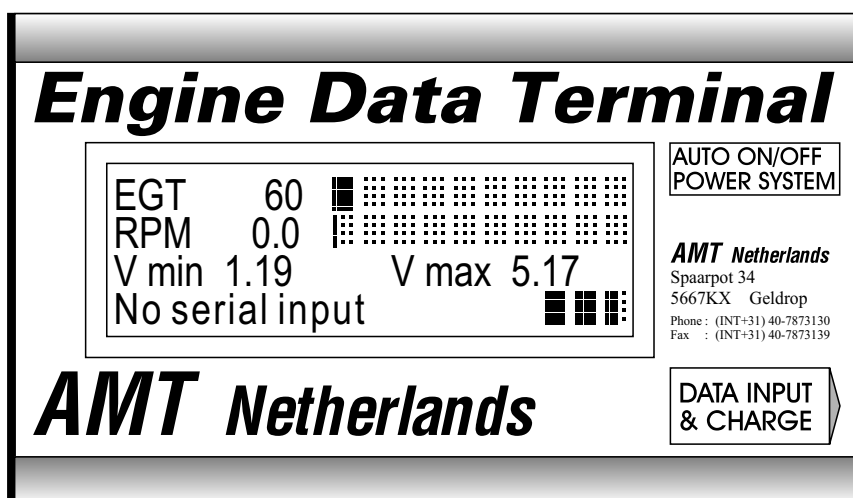 Engine Data Terminal
EGT 60
RPM 0.0
V min 1.19 V max 5.17
No serial input
AUTO ON/OFF
POWER SYSTEM
AMT Netherlands
Spaarpot 34
5667KX Geldrop
Phone : (INT+31) 40-7873130
Fax : (INT+31) 40-7873139
AMT Netherlands
DATA INPUT
& CHARGE